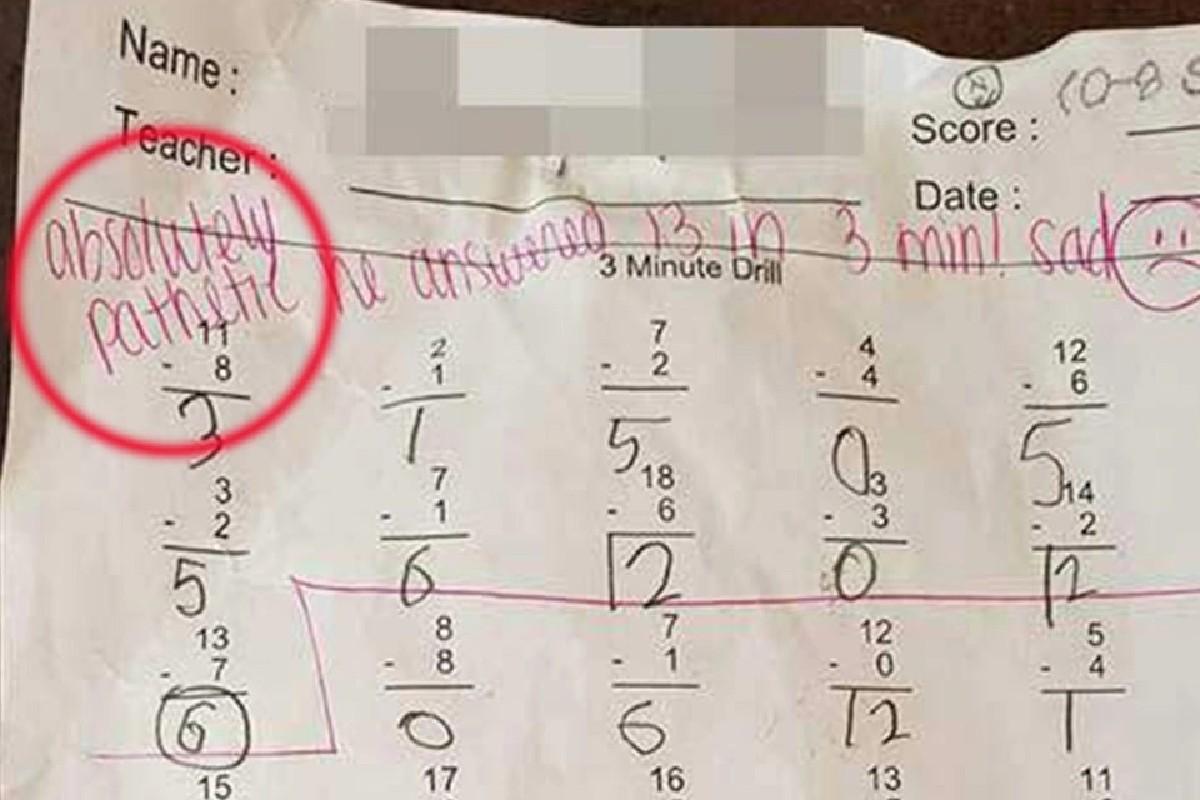 Name :
10-8
Teacher :
Score :
Date :
absolutely
pathetic he answered 13 in 3 min! sad
3 Minute Drill
11 2 7 4 12
- 8 - 1 - 2 - 4 - 6
3 1 5 0 5
3 7 18 3 14
- 2 - 1 - 6 - 3 - 2
5 6 12 0 12
13 8 7 12 5
- 7 - 8 - 1 - 0 - 4
6 0 6 12 1
15 17 16 13 11